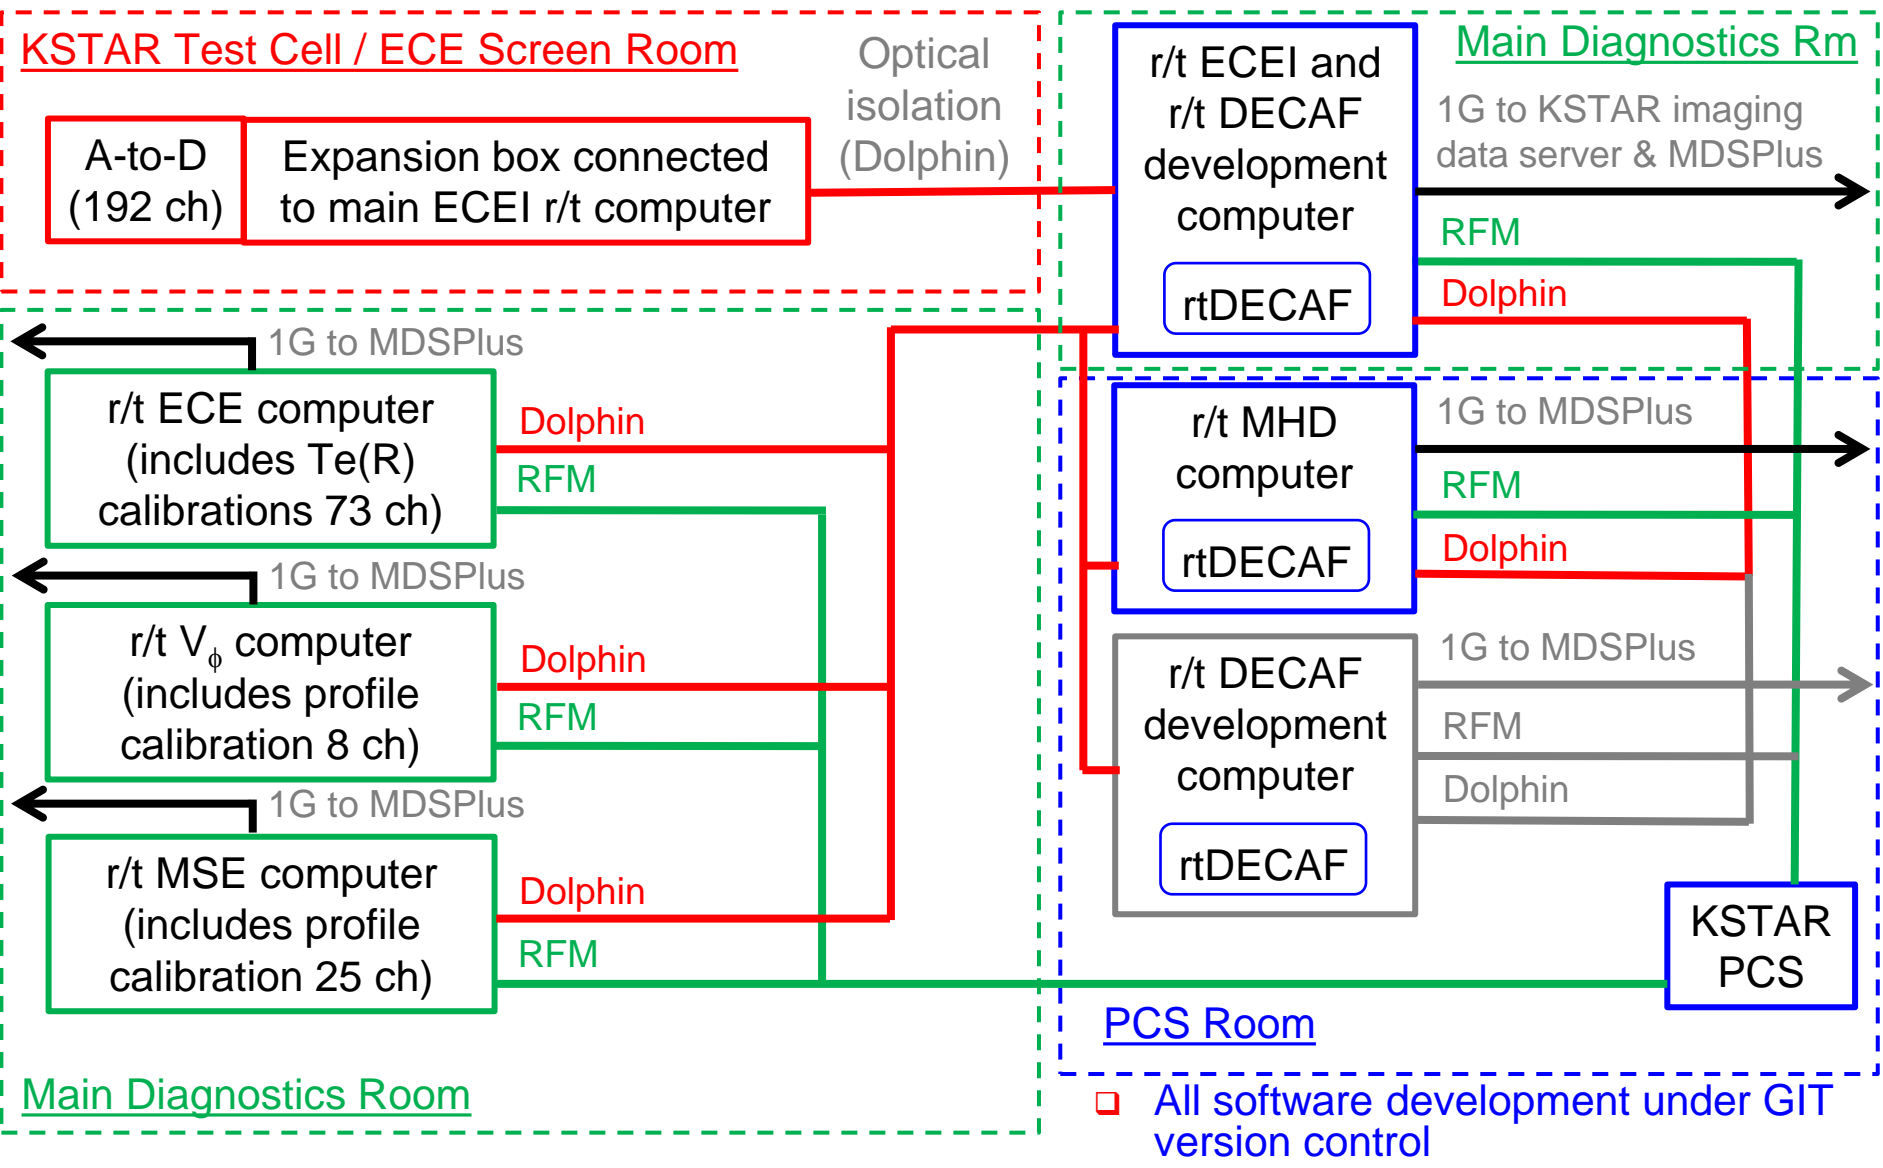 KSTAR Test Cell / ECE Screen Room
Optical
isolation
(Dolphin)
A-to-D
(192 ch)
Expansion box connected
to main ECEI r/t computer
Main Diagnostics Rm
r/t ECEI and
r/t DECAF
development
computer
rtDECAF
1G to KSTAR imaging
data server & MDSPlus
RFM
Dolphin
1G to MDSPlus
r/t ECE computer
(includes Te(R)
calibrations 73 ch)
Dolphin
RFM
1G to MDSPlus
r/t Vϕ computer
(includes profile
calibration 8 ch)
Dolphin
RFM
1G to MDSPlus
r/t MSE computer
(includes profile
calibration 25 ch)
Dolphin
RFM
Main Diagnostics Room
r/t MHD
computer
rtDECAF
1G to MDSPlus
RFM
Dolphin
r/t DECAF
development
computer
rtDECAF
1G to MDSPlus
RFM
Dolphin
KSTAR
PCS
PCS Room
All software development under GIT
version control